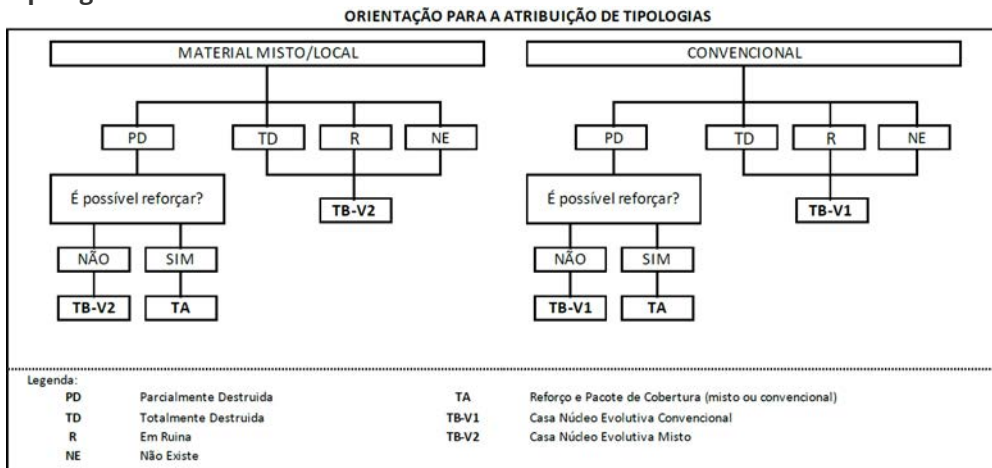 ORIENTAÇÃO PARA A ATRIBUIÇÃO DE TIPOLOGIAS
MATERIAL MISTO/LOCAL
CONVENCIONAL
PD
TD
R
NE
PD
TD
R
NE
É possível reforçar?
TB-V2
É possível reforçar?
TB-V1
NÃO
SIM
NÃO
SIM
TB-V2
TA
TB-V1
TA
Legenda:
PD Parcialmente Destruida TA Reforço e Pacote de Cobertura (misto ou convencional)
TD Totalmente Destruida TB-V1 Casa Núcleo Evolutiva Convencional
R Em Ruina TB-V2 Casa Núcleo Evolutiva Misto
NE Não Existe